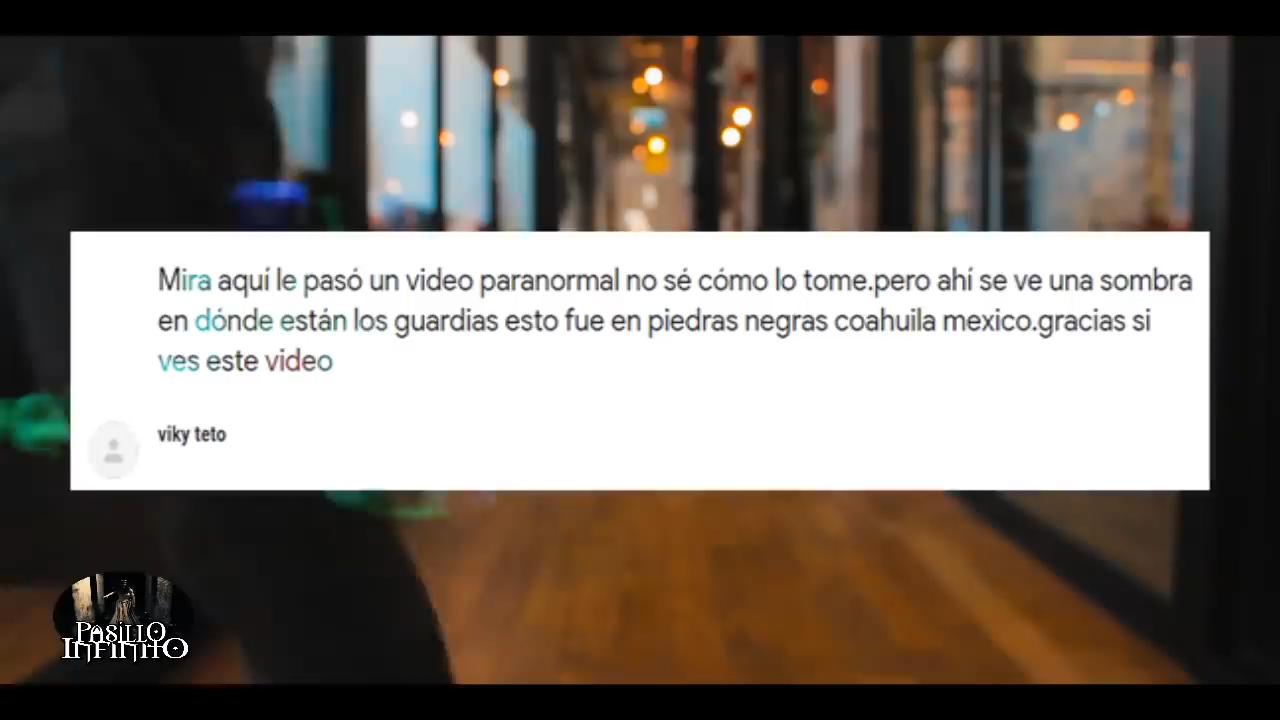 Mira aquí le pasó un video paranormal no sé cómo lo tome.pero ahí se ve una sombra
en dónde están los guardias esto fue en piedras negras coahuila mexico.gracias si
ves este video
viky teto
PASILLO
INFINITO